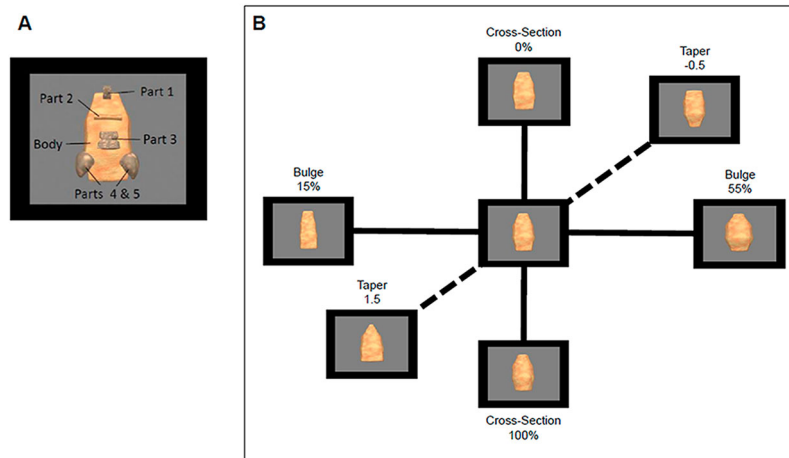 A
Part 1
Part 2
Part 3
Body
Parts 4 & 5
B
Cross-Section
0%
Taper
-0.5
Bulge
15%
Bulge
55%
Taper
1.5
Cross-Section
100%